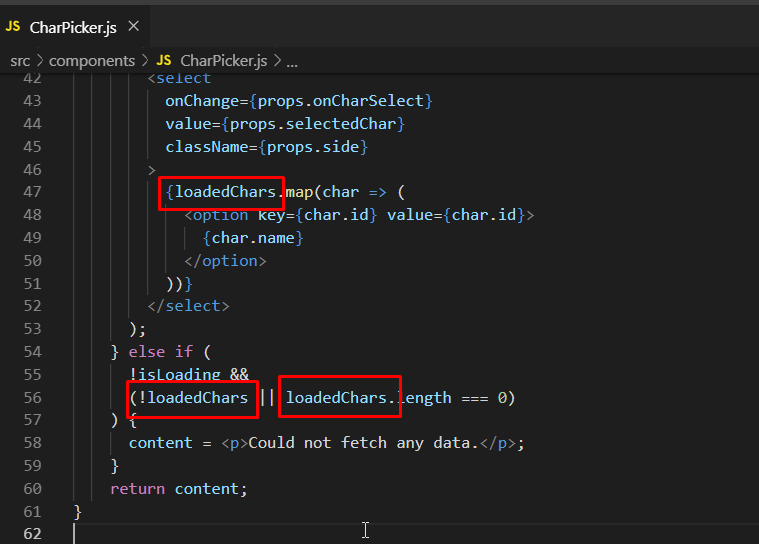 JS CharPicker.js ×
src > components > JS CharPicker.js > ...
42 <select
43 onChange={props.onCharSelect}
44 value={props.selectedChar}
45 className={props.side}
46 >
47 {loadedChars.map(char => (
48 <option key={char.id} value={char.id}>
49 {char.name}
50 </option>
51 ))}
52 </select>
53 );
54 } else if (
55 !isLoading &&
56 (!loadedChars || loadedChars.length === 0)
57 ) {
58 content = <p>Could not fetch any data.</p>;
59 }
60 return content;
61 }
62